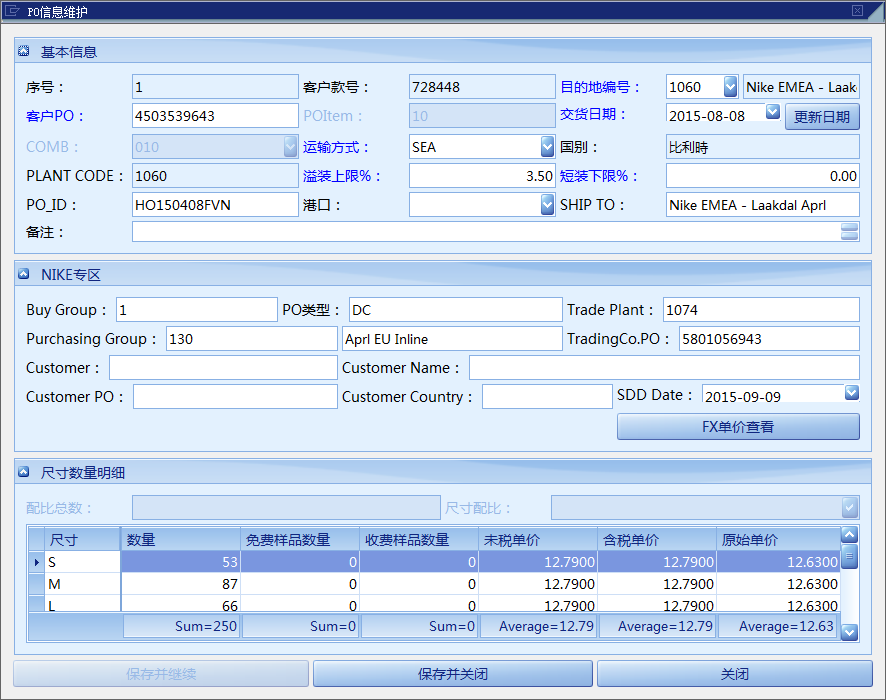 PO信息维护
基本信息
序号： 1 客户款号： 728448 目的地编号： 1060 Nike EMEA - Laak
客户PO： 4503539643 POItem： 10 交货日期： 2015-08-08 更新日期
COMB： 010 运输方式： SEA 国别： 比利時
PLANT CODE： 1060 溢装上限%： 3.50 短装下限%： 0.00
PO_ID： HO150408FVN 港口： SHIP TO： Nike EMEA - Laakdal Aprl
备注：
NIKE专区
Buy Group： 1 PO类型： DC Trade Plant： 1074
Purchasing Group： 130 Aprl EU Inline TradingCo.PO： 5801056943
Customer： Customer Name：
Customer PO： Customer Country： SDD Date： 2015-09-09
FX单价查看
尺寸数量明细
配比总数： 尺寸配比：
尺寸 数量 免费样品数量 收费样品数量 未税单价 含税单价 原始单价
S 53 0 0 12.7900 12.7900 12.6300
M 87 0 0 12.7900 12.7900 12.6300
L 66 0 0 12.7900 12.7900 12.6300
Sum=250 Sum=0 Sum=0 Average=12.79 Average=12.79 Average=12.63
保存并继续 保存并关闭 关闭